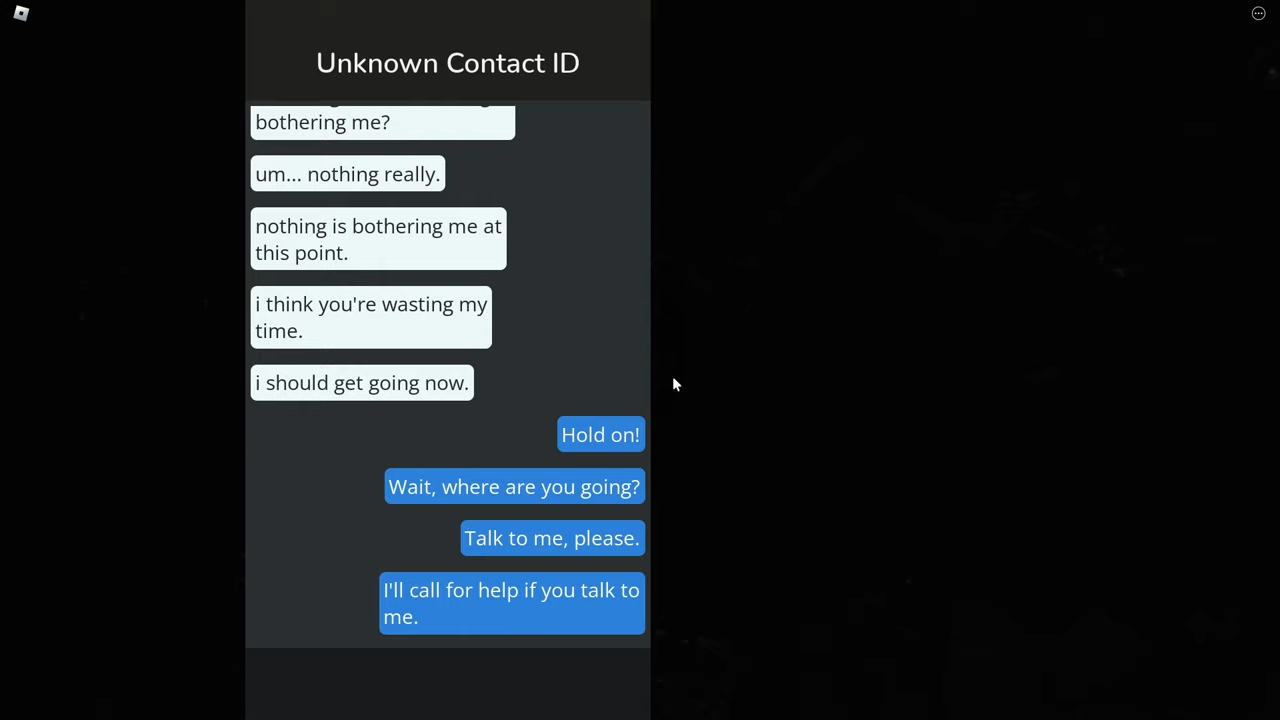 Unknown Contact ID
bothering me?
um... nothing really.
nothing is bothering me at
this point.
i think you're wasting my
time.
i should get going now.
Hold on!
Wait, where are you going?
Talk to me, please.
I'll call for help if you talk to
me.